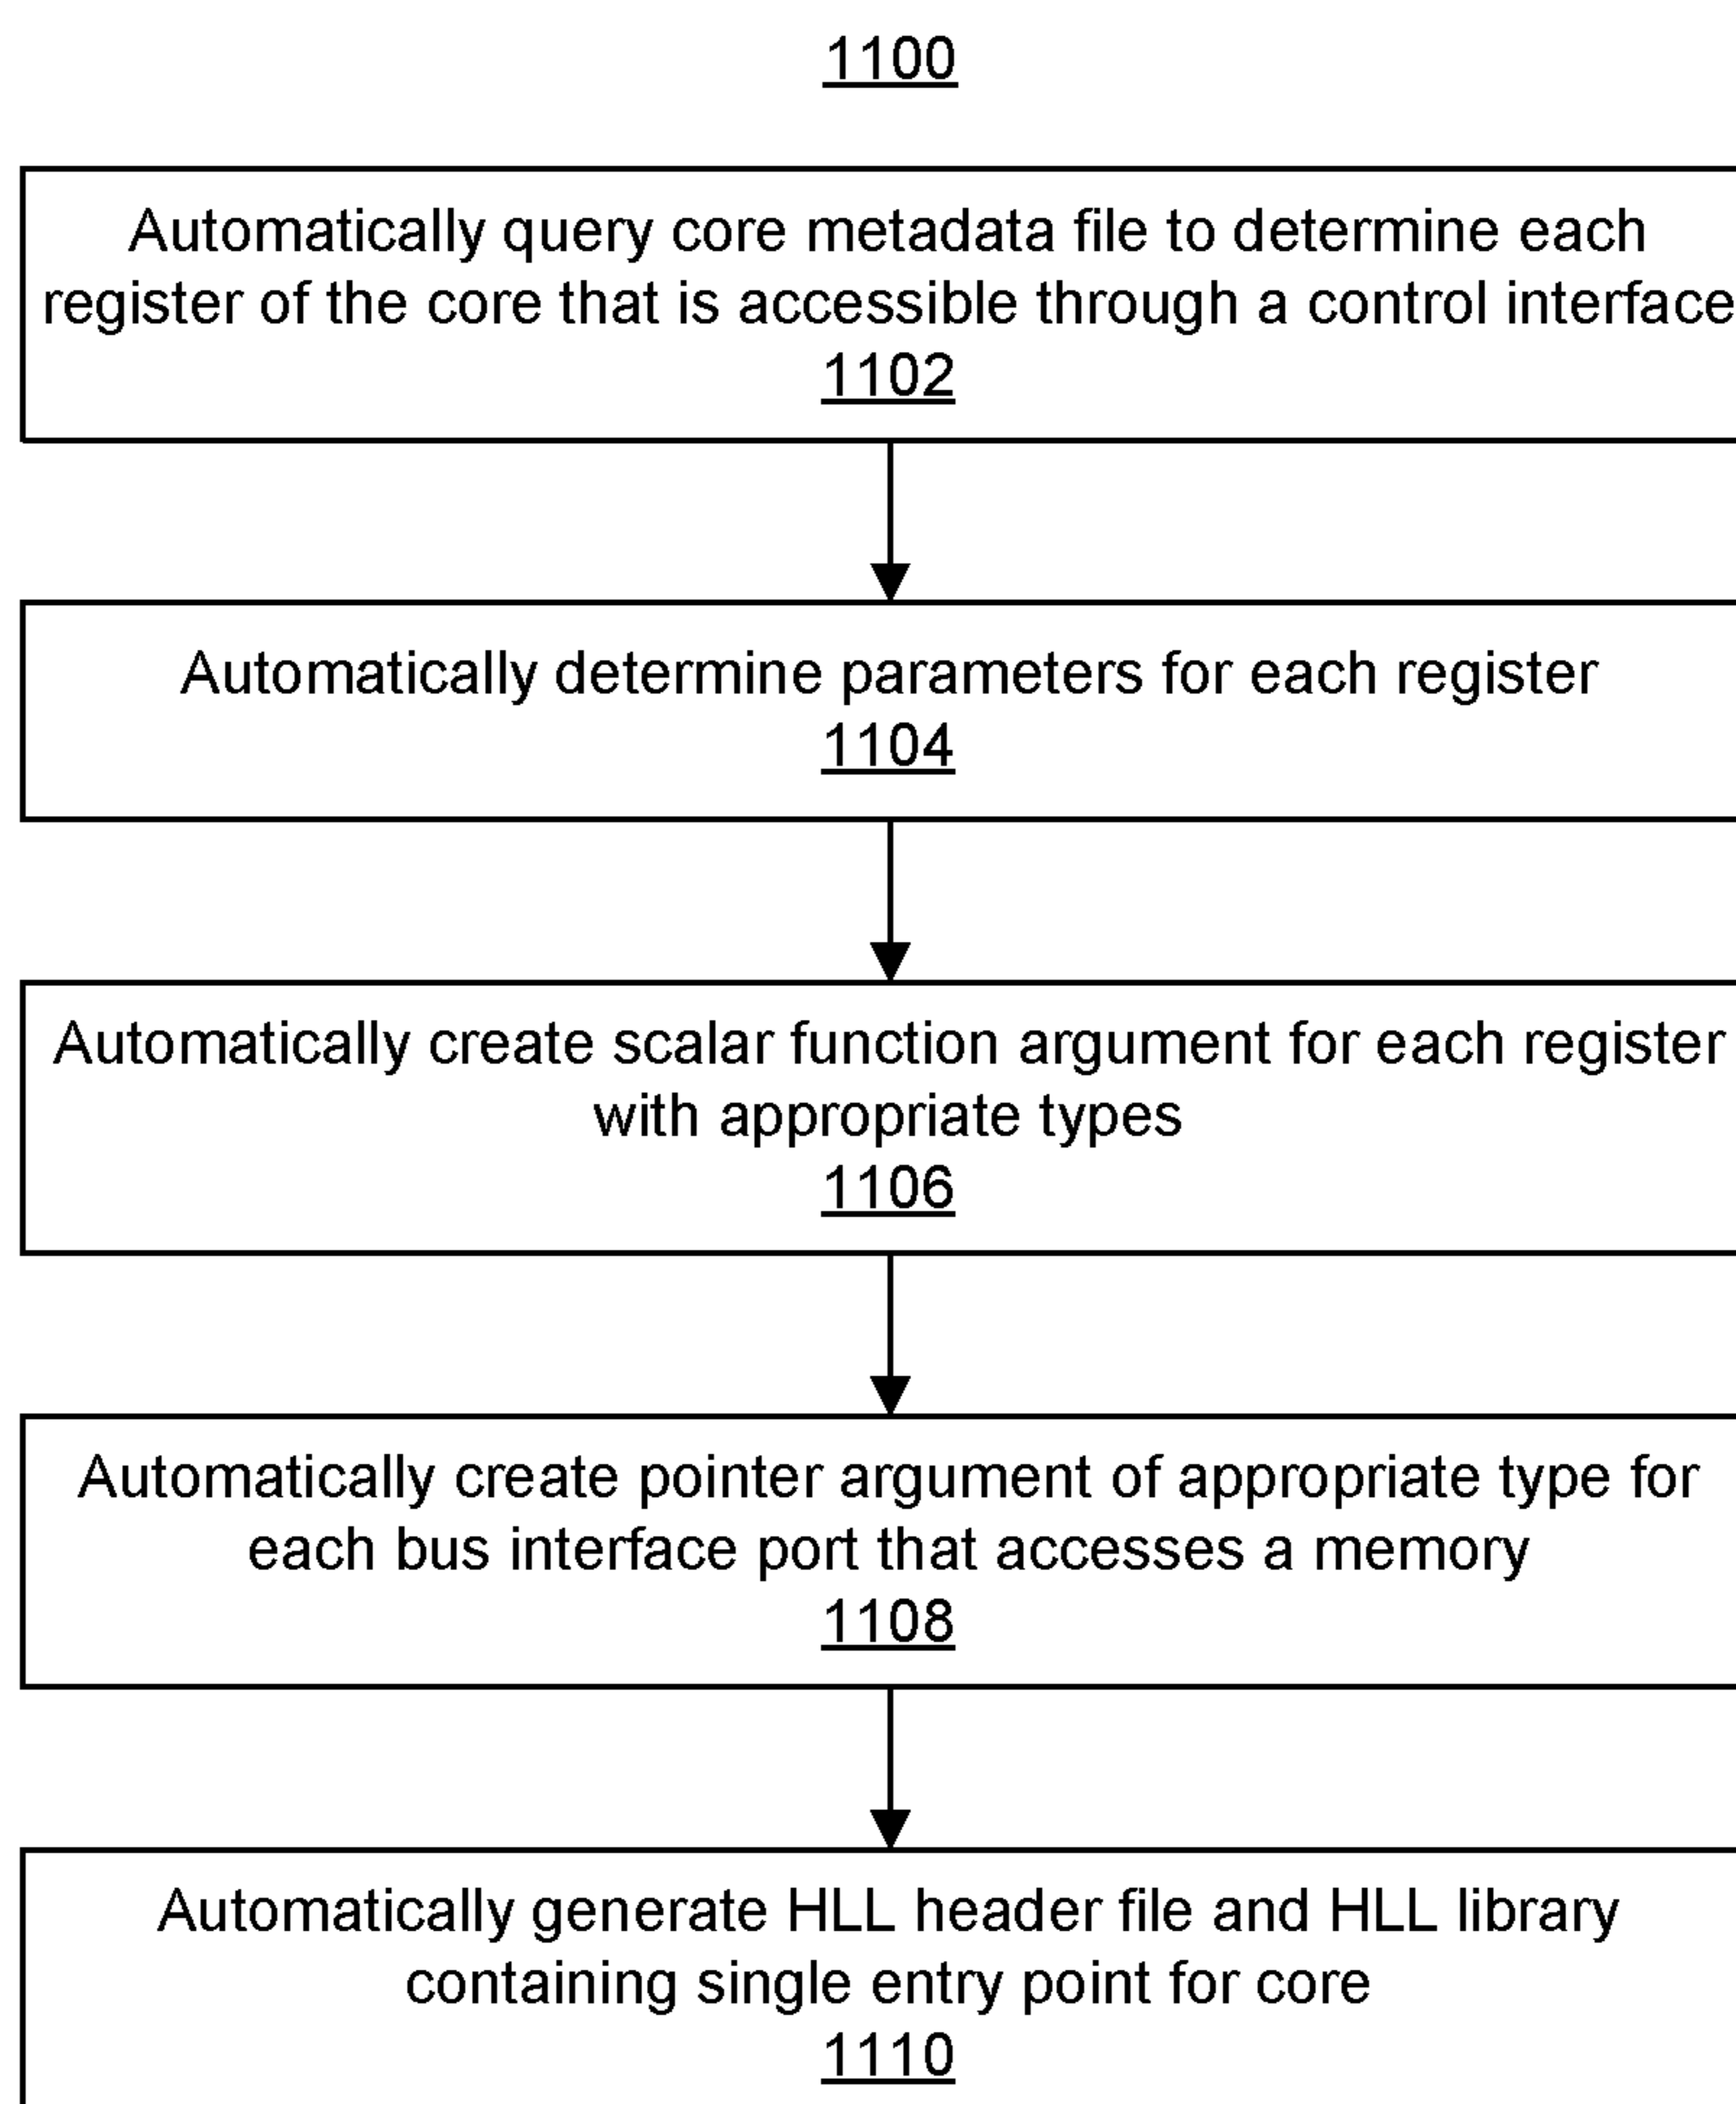 1100
Automatically query core metadata file to determine each
register of the core that is accessible through a control interface
1102
Automatically determine parameters for each register
1104
Automatically create scalar function argument for each register
with appropriate types
1106
Automatically create pointer argument of appropriate type for
each bus interface port that accesses a memory
1108
Automatically generate HLL header file and HLL library
containing single entry point for core
1110